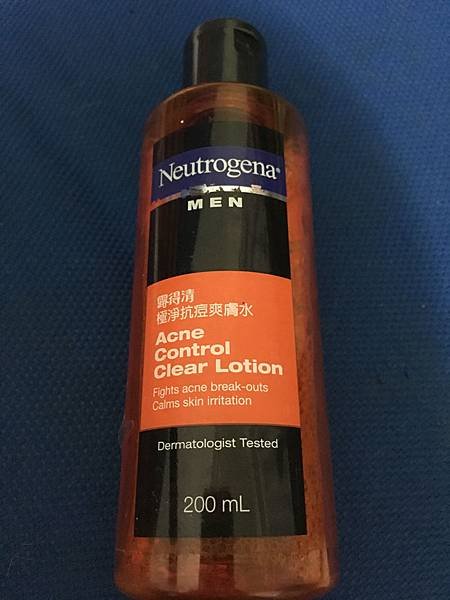 Neutrogena®
MEN
露得清
極淨抗痘爽膚水
Acne
Control
Clear Lotion
Fights acne break-outs
Calms skin irritation
Dermatologist Tested
200 mL